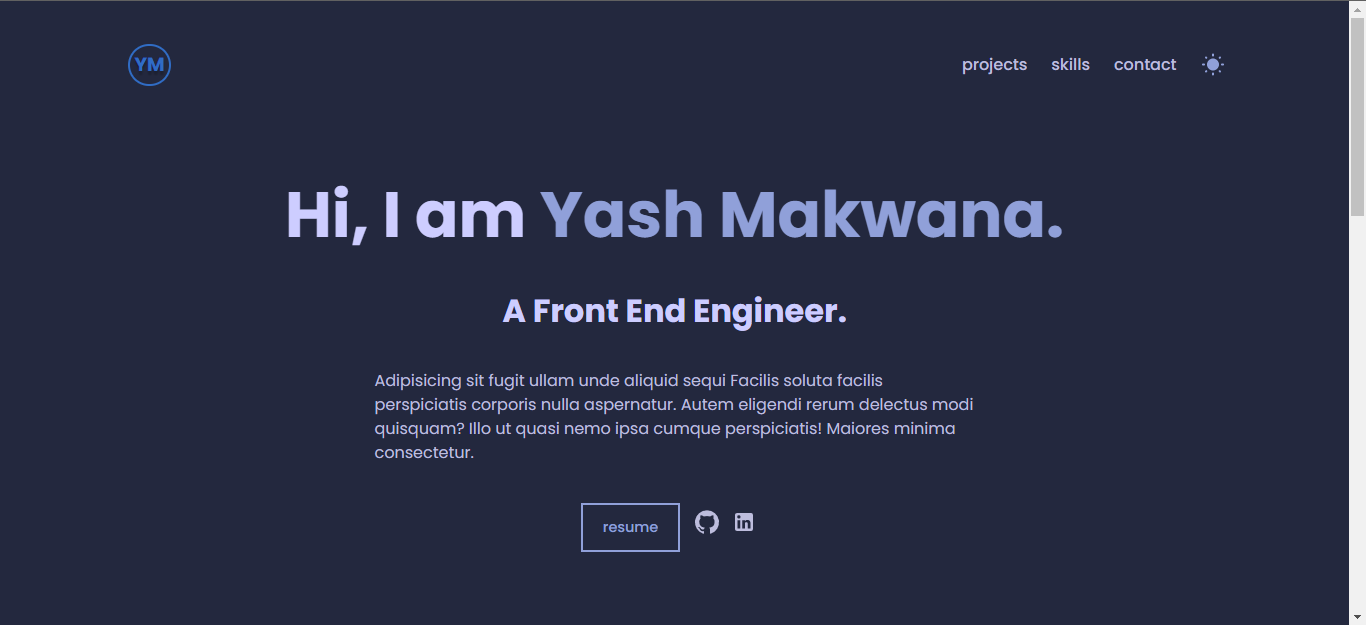 YM
projects skills contact
Hi, I am Yash Makwana.
A Front End Engineer.
Adipisicing sit fugit ullam unde aliquid sequi Facilis soluta facilis
perspiciatis corporis nulla aspernatur. Autem eligendi rerum delectus modi
quisquam? Illo ut quasi nemo ipsa cumque perspiciatis! Maiores minima
consectetur.
resume in